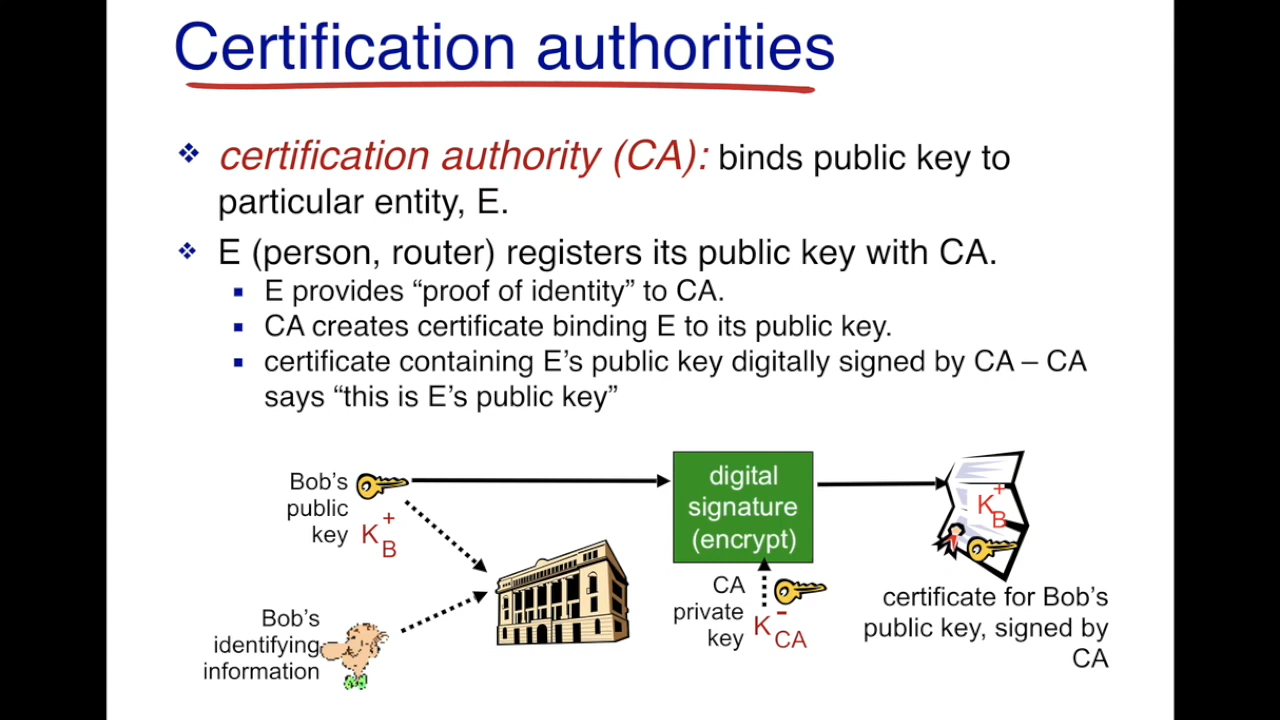 Certification authorities
certification authority (CA): binds public key to
particular entity, E.
E (person, router) registers its public key with CA.
E provides “proof of identity” to CA.
CA creates certificate binding E to its public key.
certificate containing E’s public key digitally signed by CA – CA
says “this is E’s public key”
Bob’s
public
key K+B
Bob’s
identifying
information
digital
signature
(encrypt)
CA
private
key K-CA
K+B
certificate for Bob’s
public key, signed by
CA